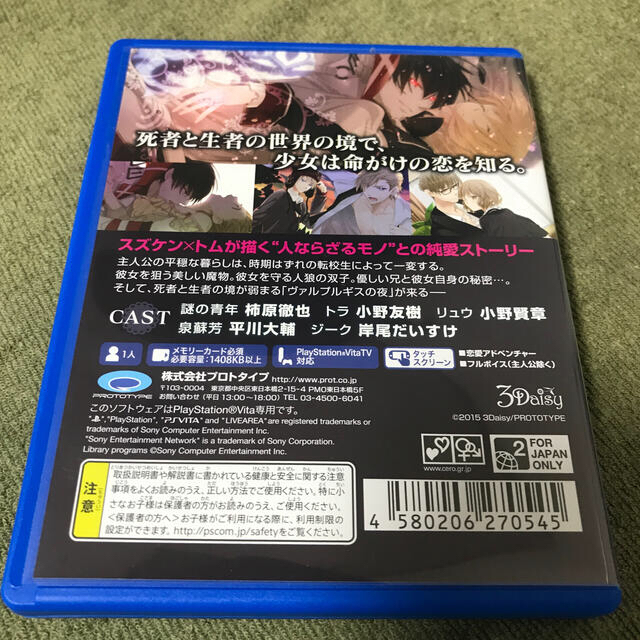 死者と生者の世界の境で、
少女は命がけの恋を知る。
スズケン×トムが描く“人ならざるモノ”との純愛ストーリー
主人公の平穏な暮らしは、時期はずれの転校生によって一変する。
彼女を狙う美しい魔物。彼女を守る人狼の双子。優しい兄と彼女自身の秘密…。
そして、死者と生者の境が弱まる「ヴァルプルギスの夜」が来る──
CAST
謎の青年 柿原徹也 トラ 小野友樹 リュウ 小野賢章
泉蘇芳 平川大輔 ジーク 岸尾だいすけ
1人
メモリーカード必須
必要容量:1408KB以上
PlayStation®VitaTV
対応
タッチ
スクリーン
■恋愛アドベンチャー
■フルボイス(主人公除く)
PROTOTYPE
株式会社プロトタイプ http://www.prot.co.jp
〒103-0004 東京都中央区東日本橋2-15-4 PMO東日本橋5F
お問い合わせ (平日 13:00～18:00) TEL 03-4500-6041
このソフトウェアはPlayStation®Vita専用です。
"PlayStation", "PSVITA" and "LIVEAREA" are registered trademarks or
trademarks of Sony Computer Entertainment Inc.
"Sony Entertainment Network" is a trademark of Sony Corporation.
Library programs ©Sony Computer Entertainment Inc.
3Daisy
©2015 3Daisy/PROTOTYPE
www.cero.gr.jp
2
FOR
JAPAN
ONLY
注意
取扱説明書や解説書に書かれている健康と安全に関する注意
事項をよくお読みのうえ、正しい方法でご使用ください。特に小
さなお子様は保護者の方がお読みのうえ、ご使用ください。
<保護者の方へ>お子様がご利用になる際に、利用制限の
設定ができます。http://pscom.jp/safetyをご覧ください。
4 580206 270545